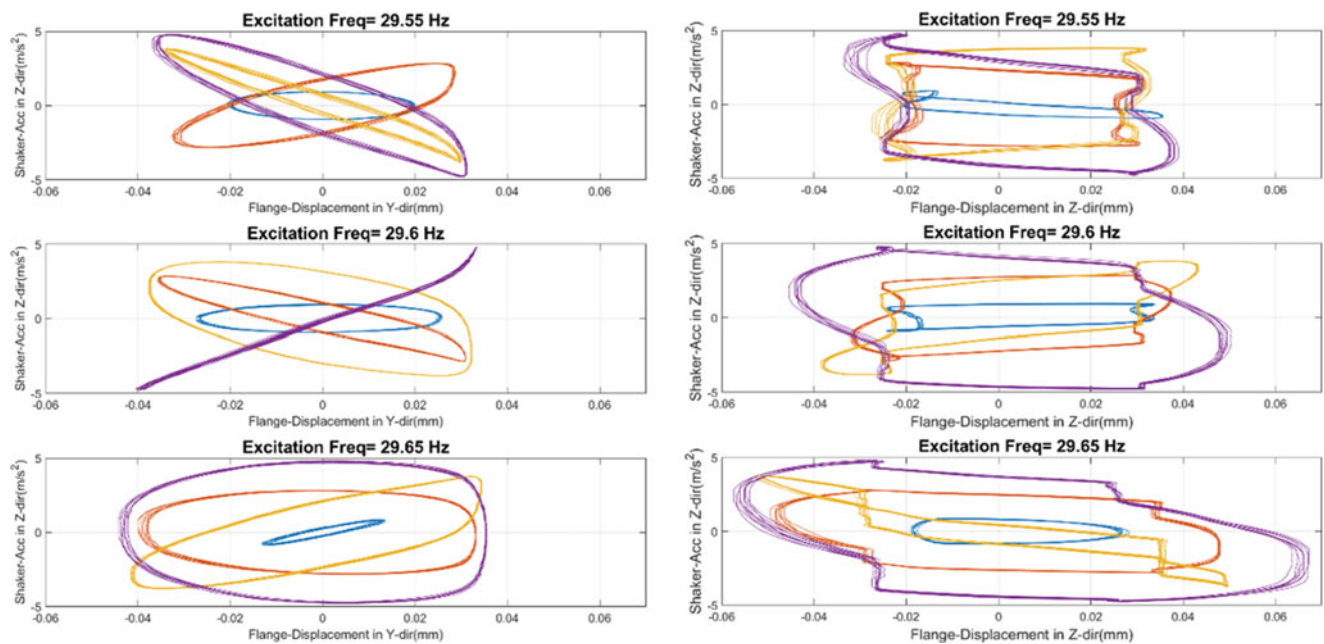 Excitation Freq= 29.55 Hz
Shaker-Acc in Z-dir(m/s²)
5
0
-5
-0.06 -0.04 -0.02 0 0.02 0.04 0.06
Flange-Displacement in Y-dir(mm)
Excitation Freq= 29.55 Hz
Shaker-Acc in Z-dir(m/s²)
5
0
-5
-0.06 -0.04 -0.02 0 0.02 0.04 0.06
Flange-Displacement in Z-dir(mm)
Excitation Freq= 29.6 Hz
Shaker-Acc in Z-dir(m/s²)
5
0
-5
-0.06 -0.04 -0.02 0 0.02 0.04 0.06
Flange-Displacement in Y-dir(mm)
Excitation Freq= 29.6 Hz
Shaker-Acc in Z-dir(m/s²)
5
0
-5
-0.06 -0.04 -0.02 0 0.02 0.04 0.06
Flange-Displacement in Z-dir(mm)
Excitation Freq= 29.65 Hz
Shaker-Acc in Z-dir(m/s²)
5
0
-5
-0.06 -0.04 -0.02 0 0.02 0.04 0.06
Flange-Displacement in Y-dir(mm)
Excitation Freq= 29.65 Hz
Shaker-Acc in Z-dir(m/s²)
5
0
-5
-0.06 -0.04 -0.02 0 0.02 0.04 0.06
Flange-Displacement in Z-dir(mm)